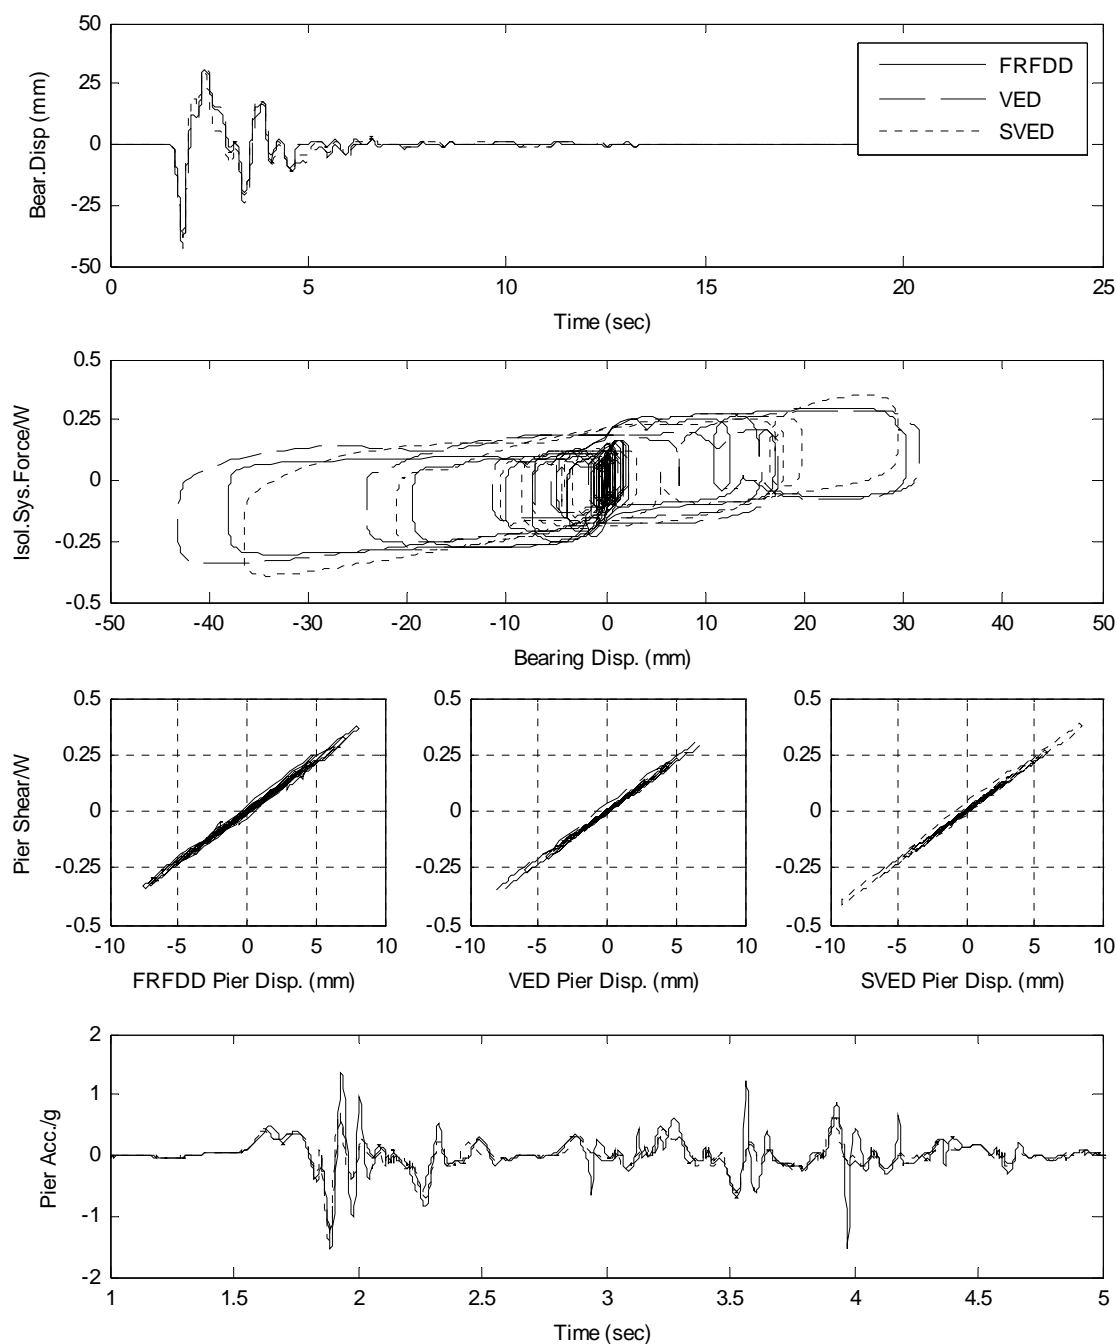 50
25
0
-25
-50
Bear.Disp (mm)
FRFDD
VED
SVED
0 5 10 15 20 25
Time (sec)
0.5
0.25
0
-0.25
-0.5
Isol.Sys.Force/W
-50 -40 -30 -20 -10 0 10 20 30 40 50
Bearing Disp. (mm)
0.5 0.5 0.5
0.25 0.25 0.25
0 0 0
-0.25 -0.25 -0.25
-0.5 -0.5 -0.5
Pier Shear/W
-10 -5 0 5 10 -10 -5 0 5 10 -10 -5 0 5 10
FRFDD Pier Disp. (mm) VED Pier Disp. (mm) SVED Pier Disp. (mm)
2
1
0
-1
-2
Pier Acc./g
1 1.5 2 2.5 3 3.5 4 4.5 5
Time (sec)